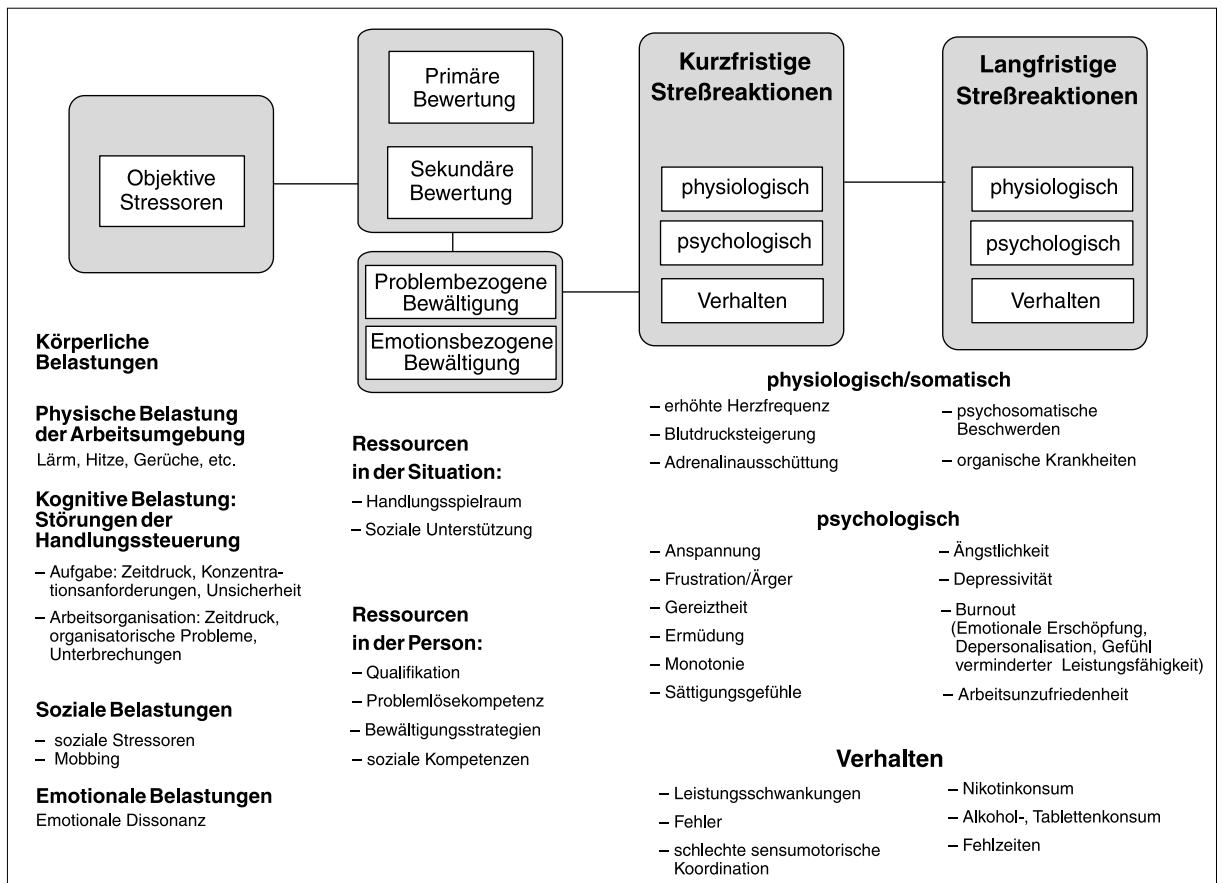 Objektive
Stressoren
Primäre
Bewertung
Sekundäre
Bewertung
Problembezogene
Bewältigung
Emotionsbezogene
Bewältigung
Kurzfristige
Streßreaktionen
physiologisch
psychologisch
Verhalten
Langfristige
Streßreaktionen
physiologisch
psychologisch
Verhalten
Körperliche
Belastungen
Physische Belastung
der Arbeitsumgebung
Lärm, Hitze, Gerüche, etc.
Kognitive Belastung:
Störungen der
Handlungssteuerung
– Aufgabe: Zeitdruck, Konzentra-
tionsanforderungen, Unsicherheit
– Arbeitsorganisation: Zeitdruck,
organisatorische Probleme,
Unterbrechungen
Soziale Belastungen
– soziale Stressoren
– Mobbing
Emotionale Belastungen
Emotionale Dissonanz
Ressourcen
in der Situation:
– Handlungsspielraum
– Soziale Unterstützung
Ressourcen
in der Person:
– Qualifikation
– Problemlösekompetenz
– Bewältigungsstrategien
– soziale Kompetenzen
physiologisch/somatisch
– erhöhte Herzfrequenz
– Blutdrucksteigerung
– Adrenalinausschüttung
– psychosomatische
Beschwerden
– organische Krankheiten
psychologisch
– Anspannung
– Frustration/Ärger
– Gereiztheit
– Ermüdung
– Monotonie
– Sättigungsgefühle
– Ängstlichkeit
– Depressivität
– Burnout
(Emotionale Erschöpfung,
Depersonalisation, Gefühl
verminderter Leistungsfähigkeit)
– Arbeitsunzufriedenheit
Verhalten
– Leistungsschwankungen
– Fehler
– schlechte sensumotorische
Koordination
– Nikotinkonsum
– Alkohol-, Tablettenkonsum
– Fehlzeiten